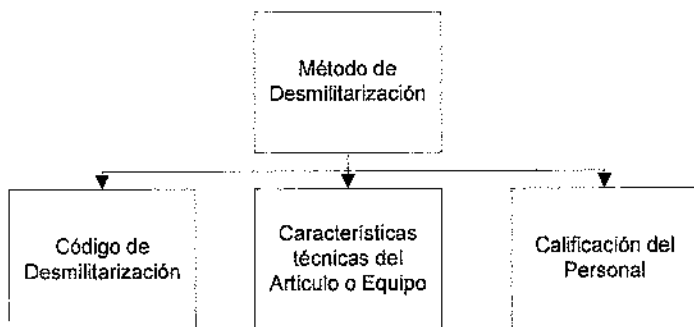 Método de
Desmilitarización
Código de
Desmilitarización
Características
técnicas del
Artículo o Equipo
Calificación del
Personal